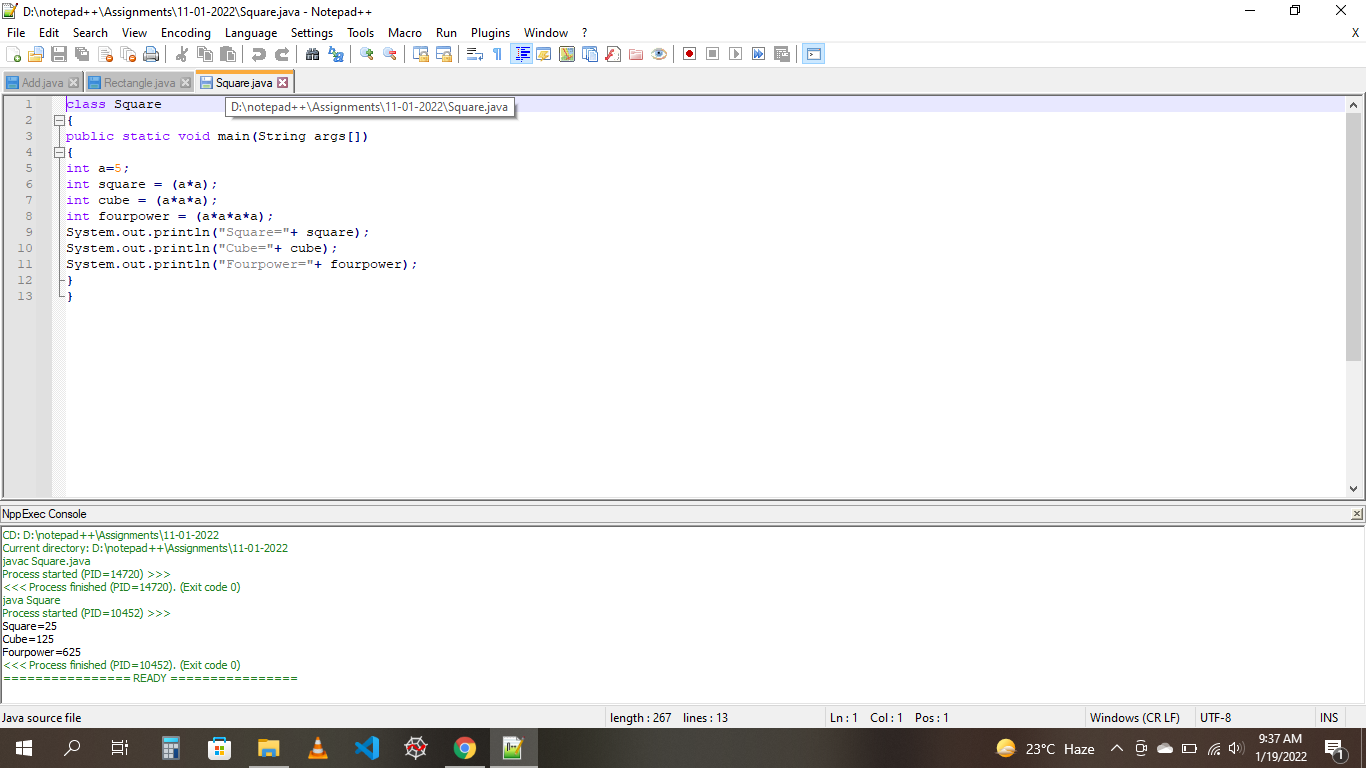 D:\notepad++\Assignments\11-01-2022\Square.java - Notepad++
File Edit Search View Encoding Language Settings Tools Macro Run Plugins Window ? X
Add.java Rectangle.java Square.java
D:\notepad++\Assignments\11-01-2022\Square.java
1 class Square
2 {
3 public static void main(String args[])
4 {
5 int a=5;
6 int square = (a*a);
7 int cube = (a*a*a);
8 int fourpower = (a*a*a*a);
9 System.out.println("Square="+ square);
10 System.out.println("Cube="+ cube);
11 System.out.println("Fourpower="+ fourpower);
12 }
13 }
NppExec Console
CD: D:\notepad++\Assignments\11-01-2022
Current directory: D:\notepad++\Assignments\11-01-2022
javac Square.java
Process started (PID=14720) >>>
<<< Process finished (PID=14720). (Exit code 0)
java Square
Process started (PID=10452) >>>
Square=25
Cube=125
Fourpower=625
<<< Process finished (PID=10452). (Exit code 0)
================ READY ================
Java source file length : 267 lines : 13 Ln : 1 Col : 1 Pos : 1 Windows (CR LF) UTF-8 INS
23°C Haze 9:37 AM
1/19/2022 1